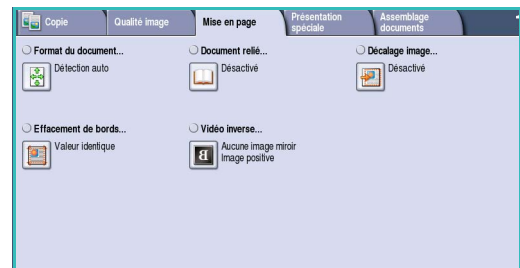 Copie
Qualité image
Mise en page
Présentation
spéciale
Assemblage
documents
Format du document...
Détection auto
Document relié...
Désactivé
Décalage image...
Désactivé
Effacement de bords...
Valeur identique
Vidéo inverse...
Aucune image miroir
Image positive